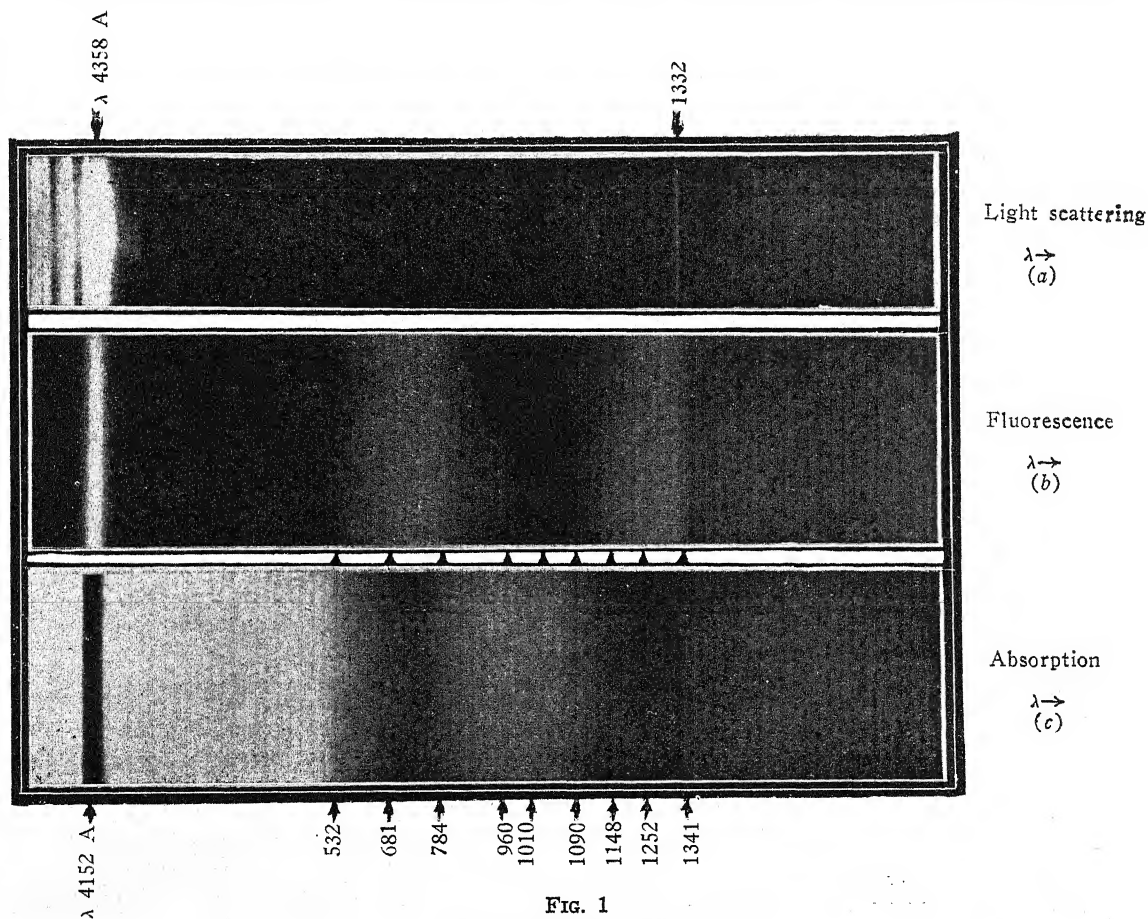 λ 4358 A
1332
Light scattering
λ→
(a)
Fluorescence
λ→
(b)
Absorption
λ→
(c)
λ 4152 A
532
681
784
960
1010
1090
1148
1252
1341
FIG. 1